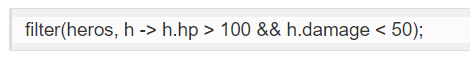 filter(heros, h -> h.hp > 100 && h.damage < 50);